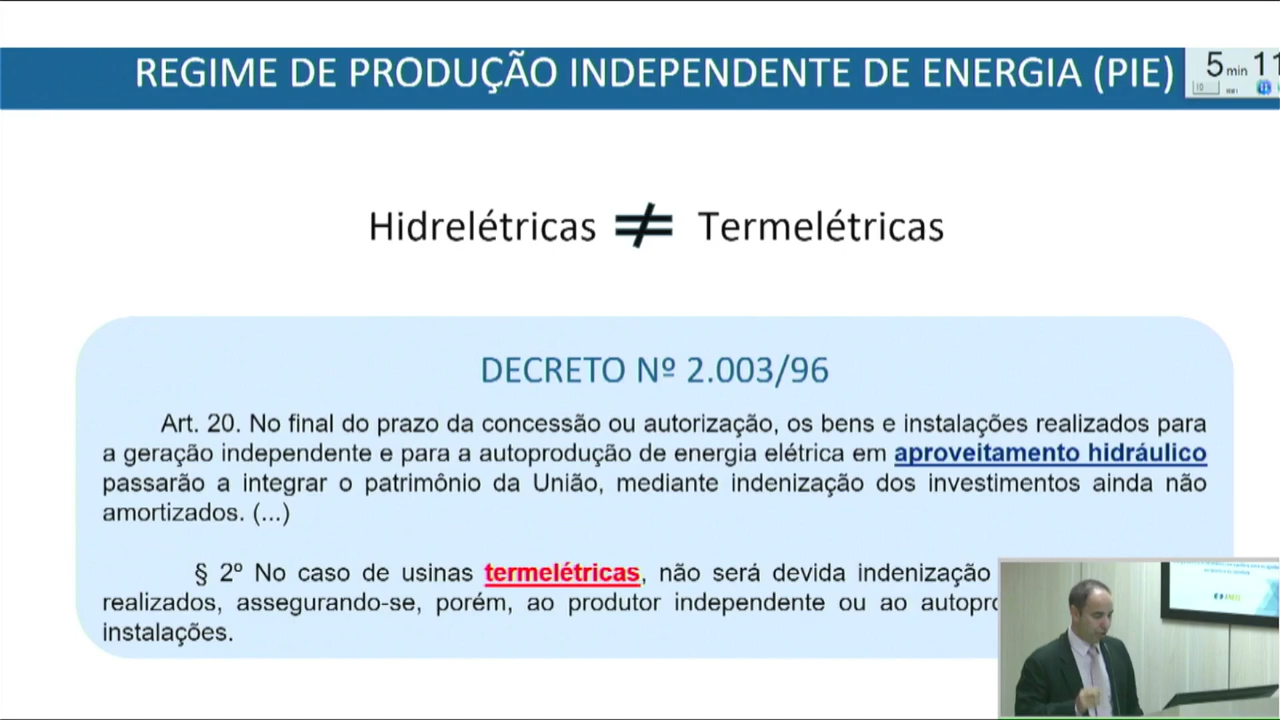 REGIME DE PRODUÇÃO INDEPENDENTE DE ENERGIA (PIE)
5 min 11
Hidrelétricas ≠ Termelétricas
DECRETO Nº 2.003/96
Art. 20. No final do prazo da concessão ou autorização, os bens e instalações realizados para
a geração independente e para a autoprodução de energia elétrica em aproveitamento hidráulico
passarão a integrar o patrimônio da União, mediante indenização dos investimentos ainda não
amortizados. (...)
§ 2º No caso de usinas termelétricas, não será devida indenização
realizados, assegurando-se, porém, ao produtor independente ou ao autopro
instalações.